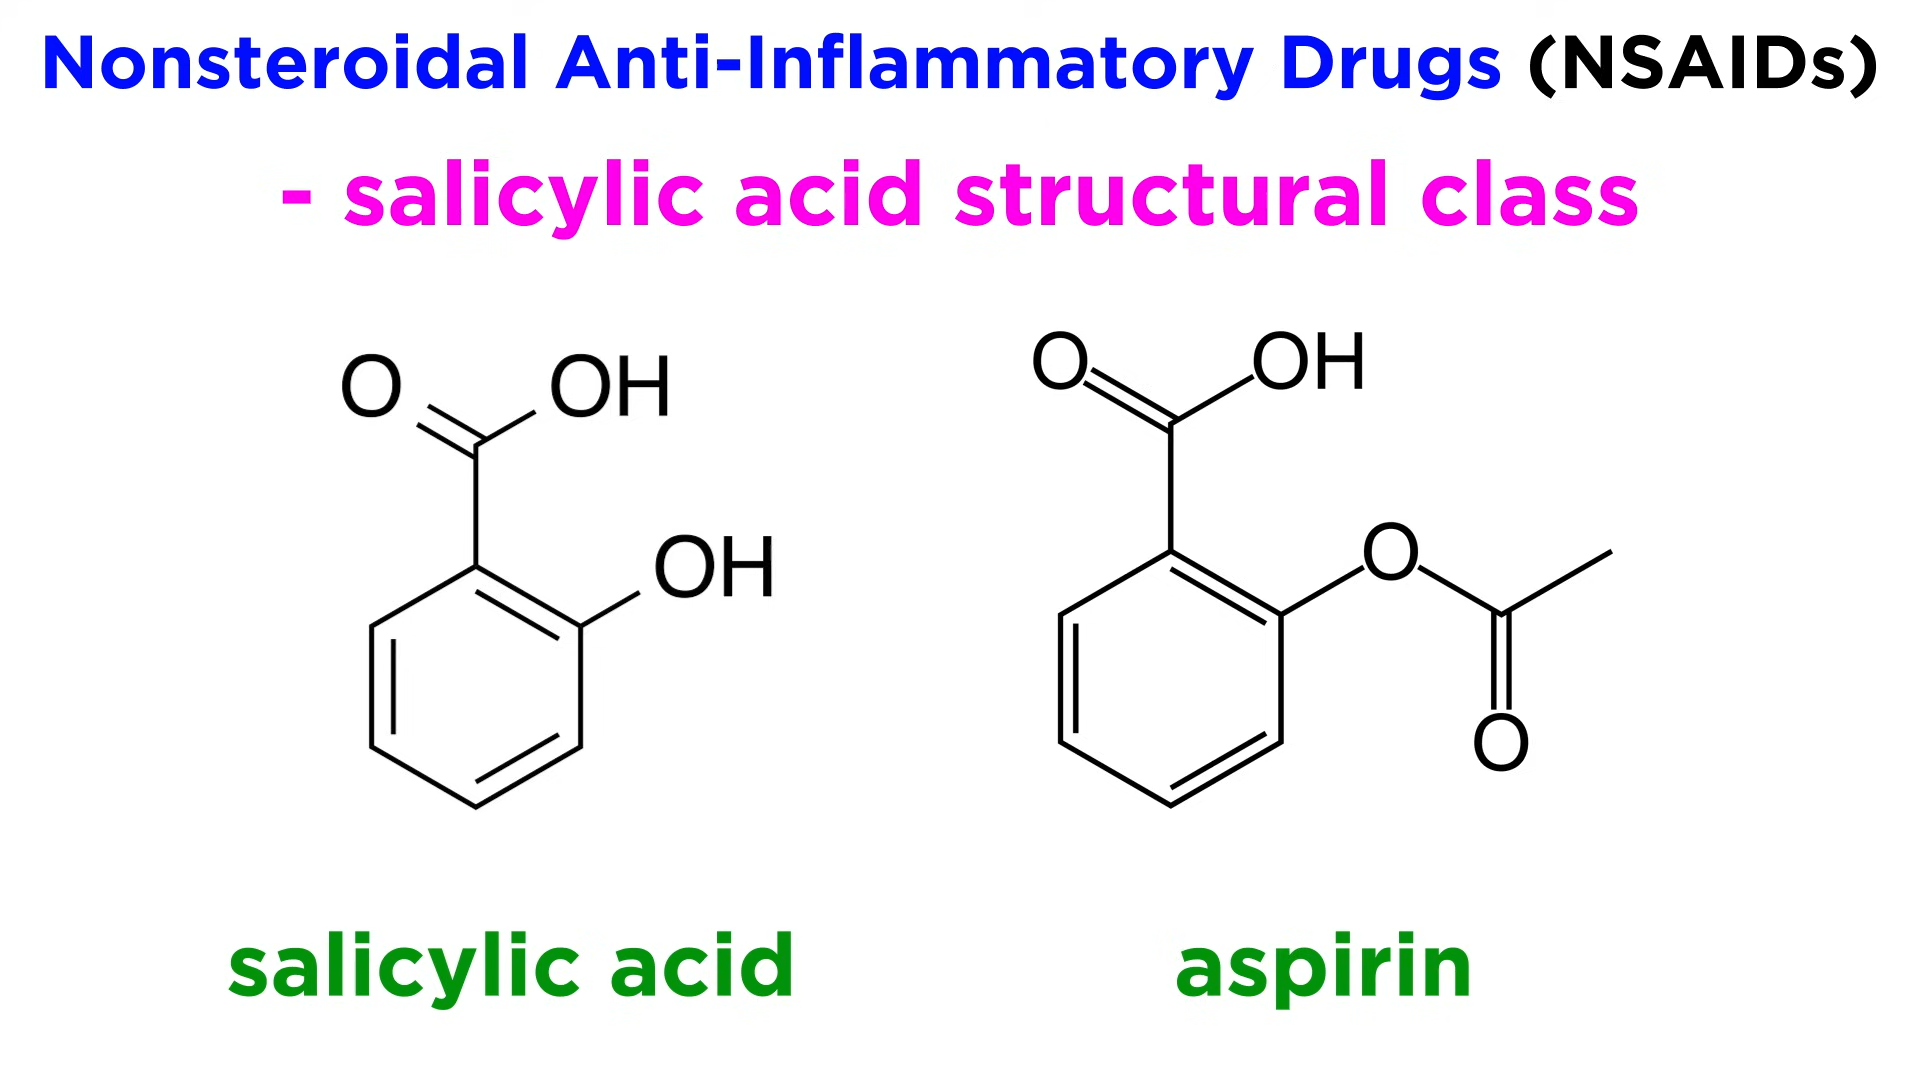 Nonsteroidal Anti-Inflammatory Drugs (NSAIDs)
- salicylic acid structural class
O OH
OH
O OH
O
O
salicylic acid
aspirin